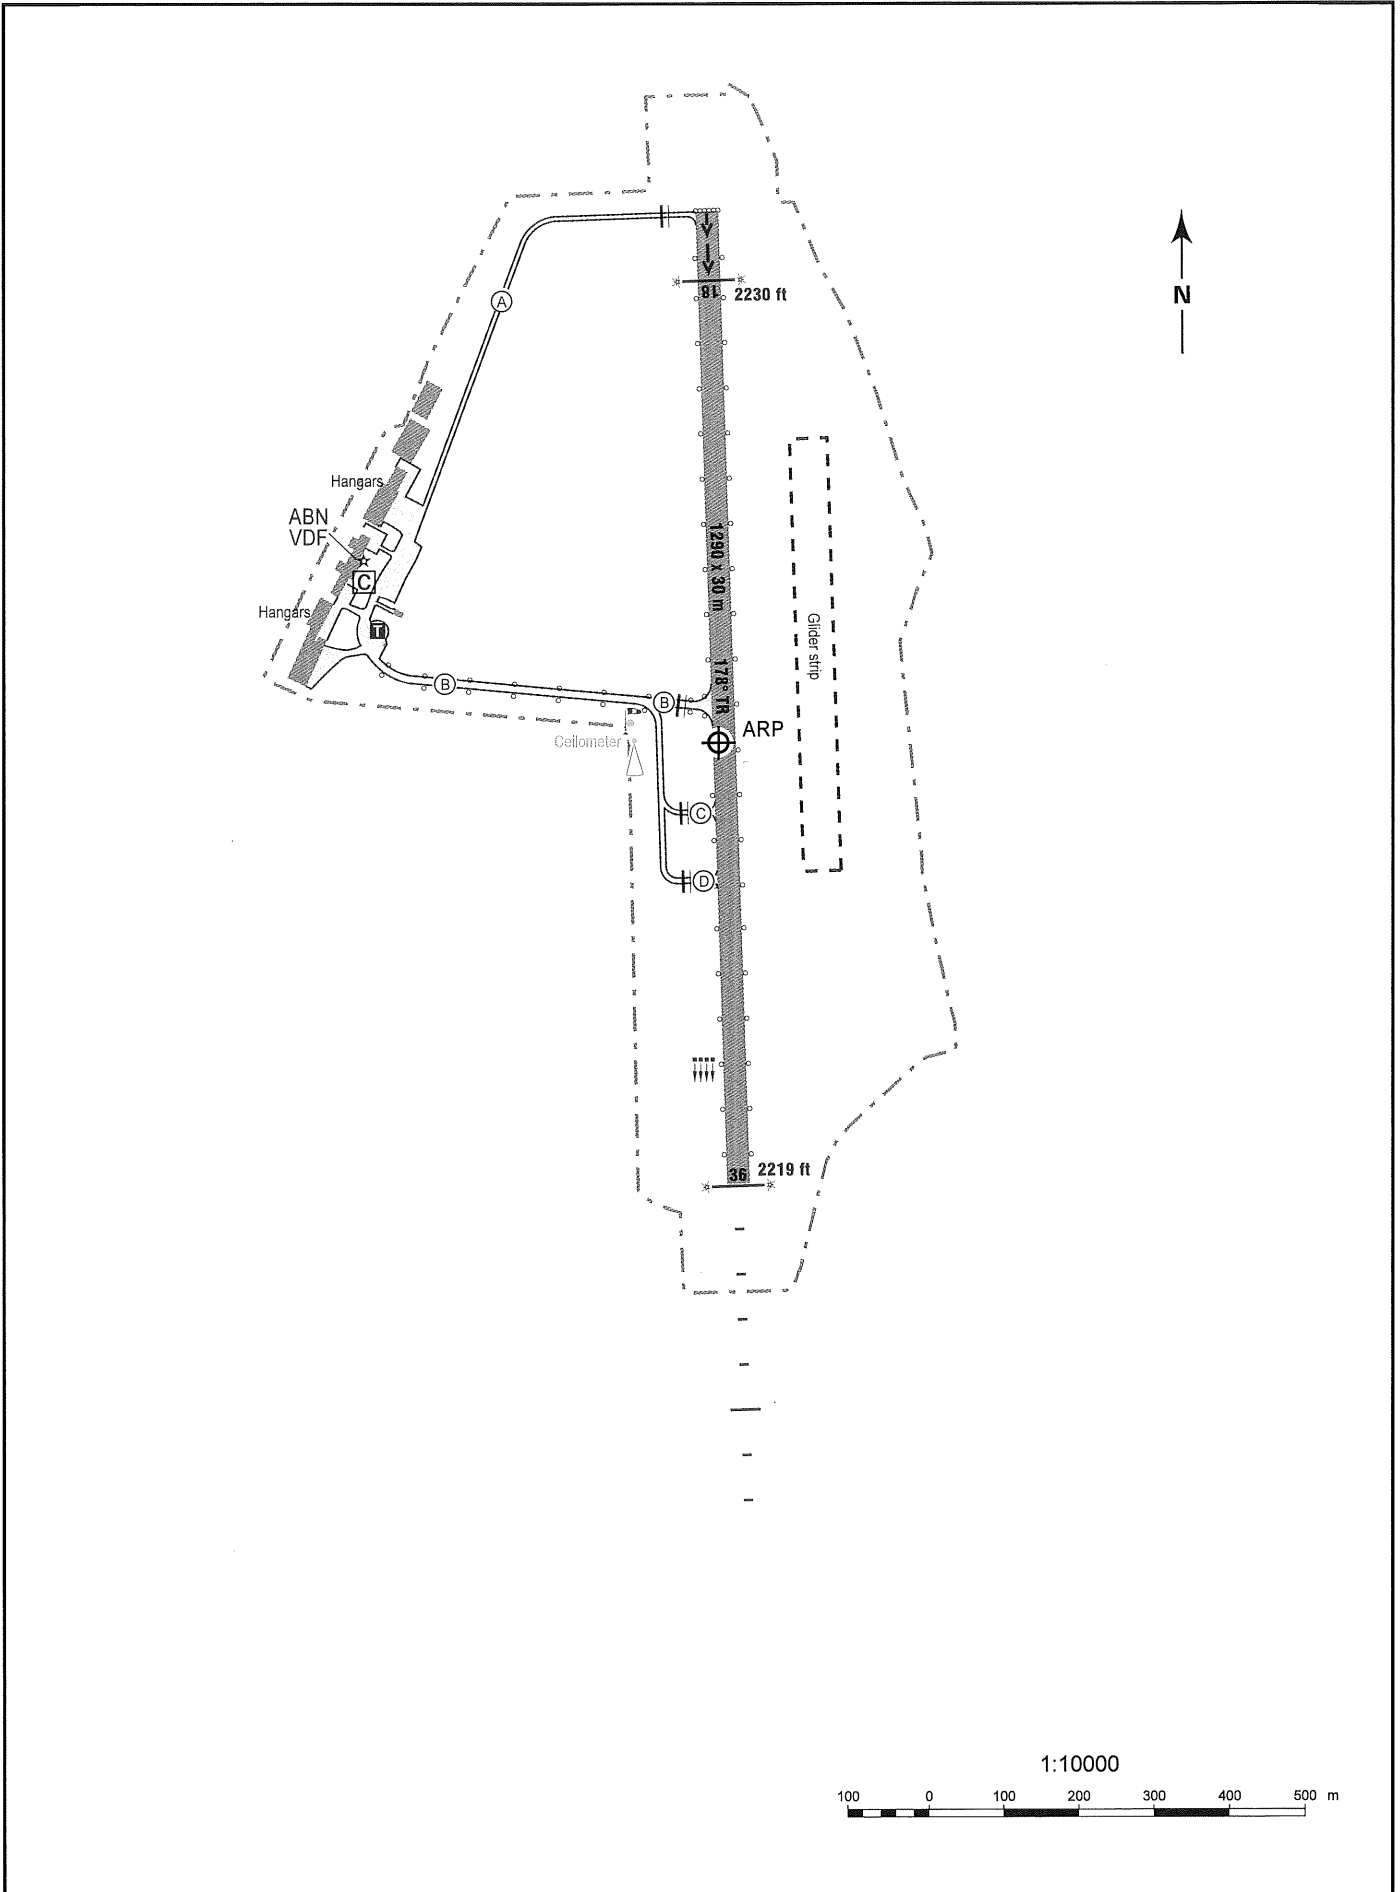 N
A
18
2230 ft
Hangars
ABN
VDF
C
1290 x 30 m
Hangars
T
Glider strip
178° TR
B
B
ARP
Ceilometer
C
D
36
2219 ft
1:10000
100 0 100 200 300 400 500 m